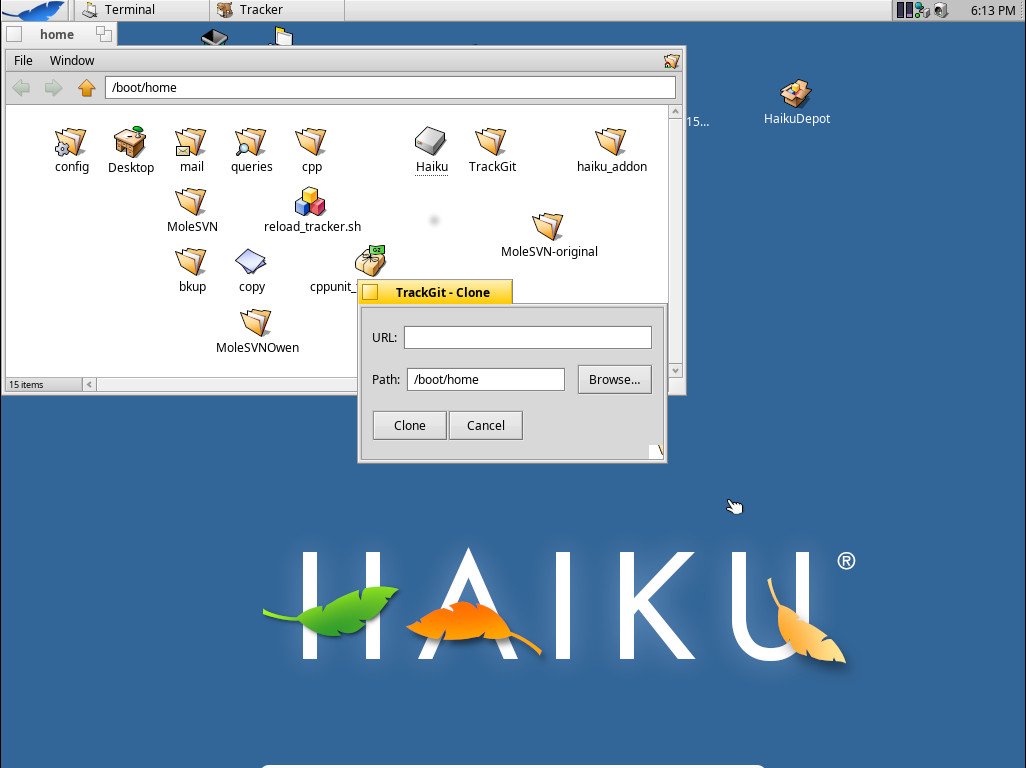 Terminal
Tracker
6:13 PM
home
File Window
/boot/home
15...
HaikuDepot
config Desktop mail queries cpp Haiku TrackGit haiku_addon
MoleSVN reload_tracker.sh
MoleSVN-original
bkup copy cppunit_
MoleSVNOwen
15 items
TrackGit - Clone
URL:
Path: /boot/home Browse...
Clone Cancel
HAIKU®